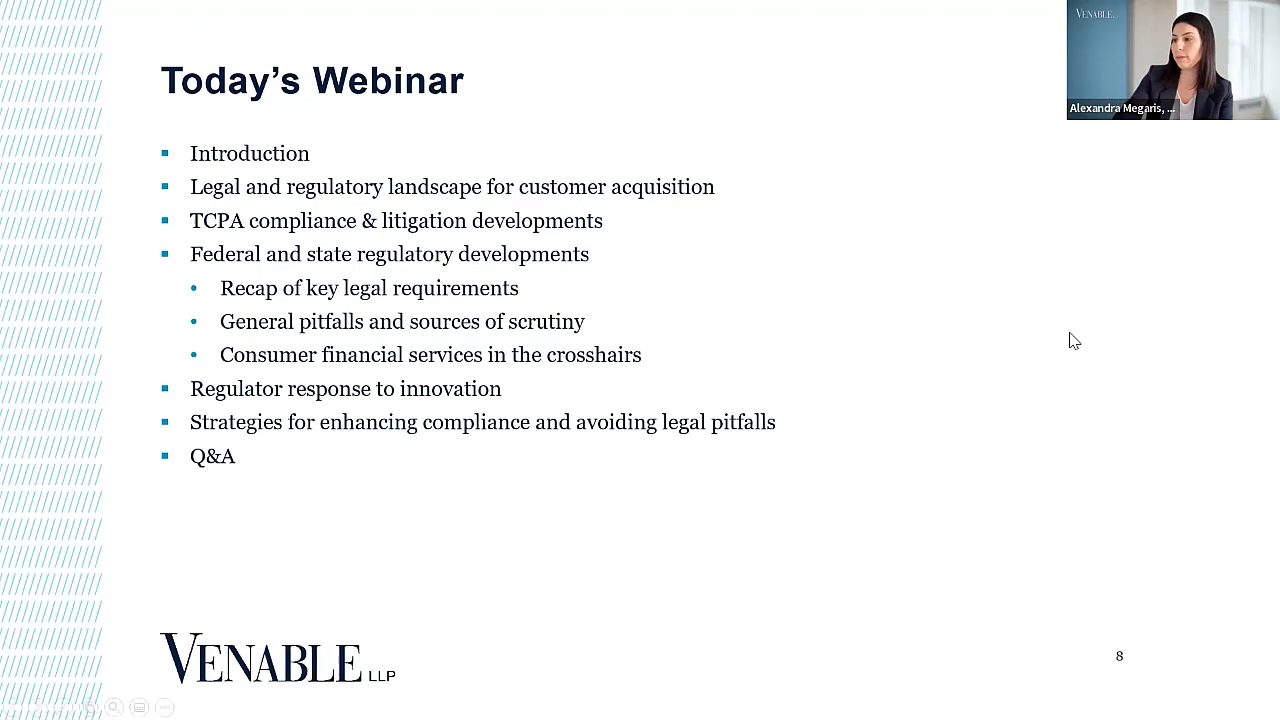 VENABLE
Today's Webinar
Alexandra Megaris, ...
Introduction
Legal and regulatory landscape for customer acquisition
TCPA compliance & litigation developments
Federal and state regulatory developments
Recap of key legal requirements
General pitfalls and sources of scrutiny
Consumer financial services in the crosshairs
Regulator response to innovation
Strategies for enhancing compliance and avoiding legal pitfalls
Q&A
VENABLE LLP
8